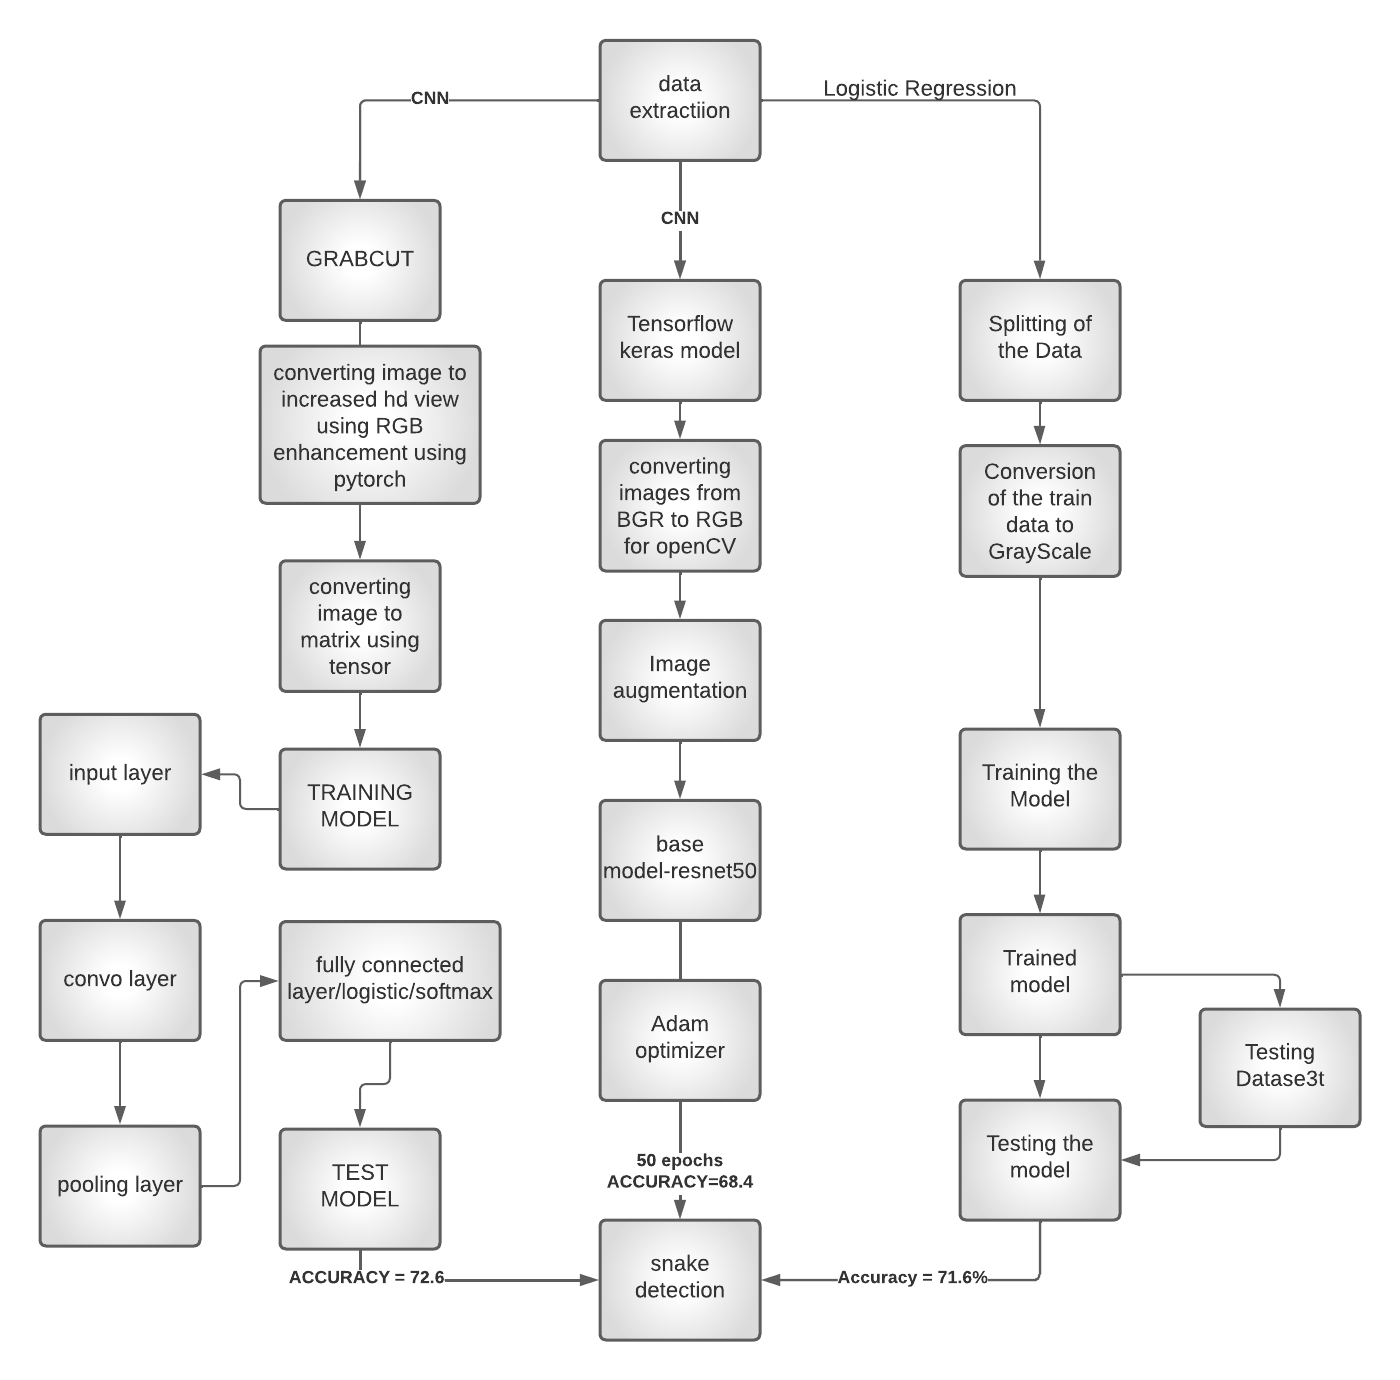 data
extractiion
CNN
Logistic Regression
CNN
GRABCUT
converting image to
increased hd view
using RGB
enhancement using
pytorch
converting
image to
matrix using
tensor
TRAINING
MODEL
input layer
convo layer
pooling layer
fully connected
layer/logistic/softmax
TEST
MODEL
ACCURACY = 72.6
Tensorflow
keras model
converting
images from
BGR to RGB
for openCV
Image
augmentation
base
model-resnet50
Adam
optimizer
50 epochs
ACCURACY=68.4
snake
detection
Splitting of
the Data
Conversion
of the train
data to
GrayScale
Training the
Model
Trained
model
Testing
Datase3t
Testing the
model
Accuracy = 71.6%